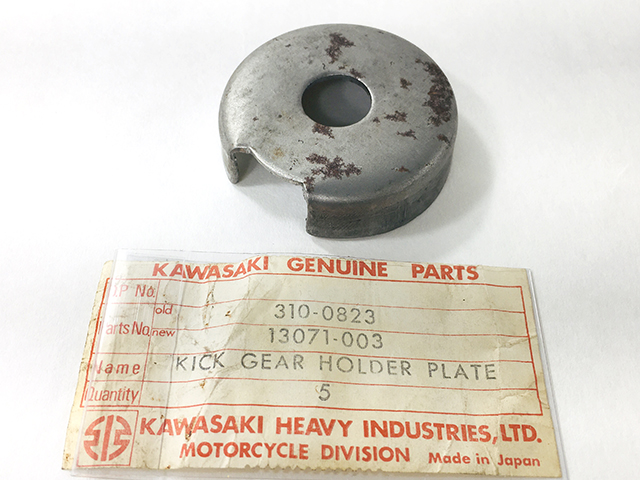 KAWASAKI GENUINE PARTS
KP No.
old 310-0823
Parts No. new 13071-003
Name KICK GEAR HOLDER PLATE
Quantity 5
KAWASAKI HEAVY INDUSTRIES, LTD.
MOTORCYCLE DIVISION Made in Japan